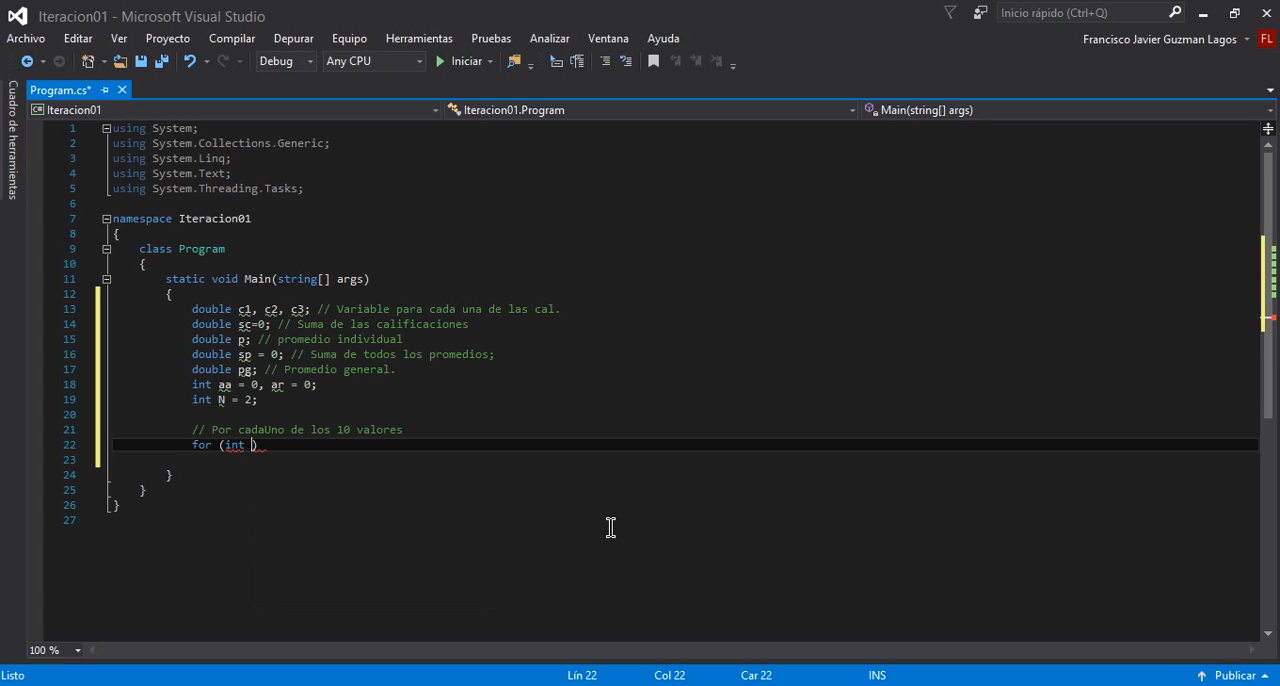 Iteracion01 - Microsoft Visual Studio
Inicio rápido (Ctrl+Q)
Archivo Editar Ver Proyecto Compilar Depurar Equipo Herramientas Pruebas Analizar Ventana Ayuda
Francisco Javier Guzman Lagos FL
Debug Any CPU Iniciar
Cuadro de herramientas
Program.cs*
Iteracion01 Iteracion01.Program Main(string[] args)
1 using System;
2 using System.Collections.Generic;
3 using System.Linq;
4 using System.Text;
5 using System.Threading.Tasks;
6
7 namespace Iteracion01
8 {
9 class Program
10 {
11 static void Main(string[] args)
12 {
13 double c1, c2, c3; // Variable para cada una de las cal.
14 double sc=0; // Suma de las calificaciones
15 double p; // promedio individual
16 double sp = 0; // Suma de todos los promedios;
17 double pg; // Promedio general.
18 int aa = 0, ar = 0;
19 int N = 2;
20
21 // Por cadaUno de los 10 valores
22 for (int )
23
24 }
25 }
26 }
27
100 %
Listo Lín 22 Col 22 Car 22 INS Publicar